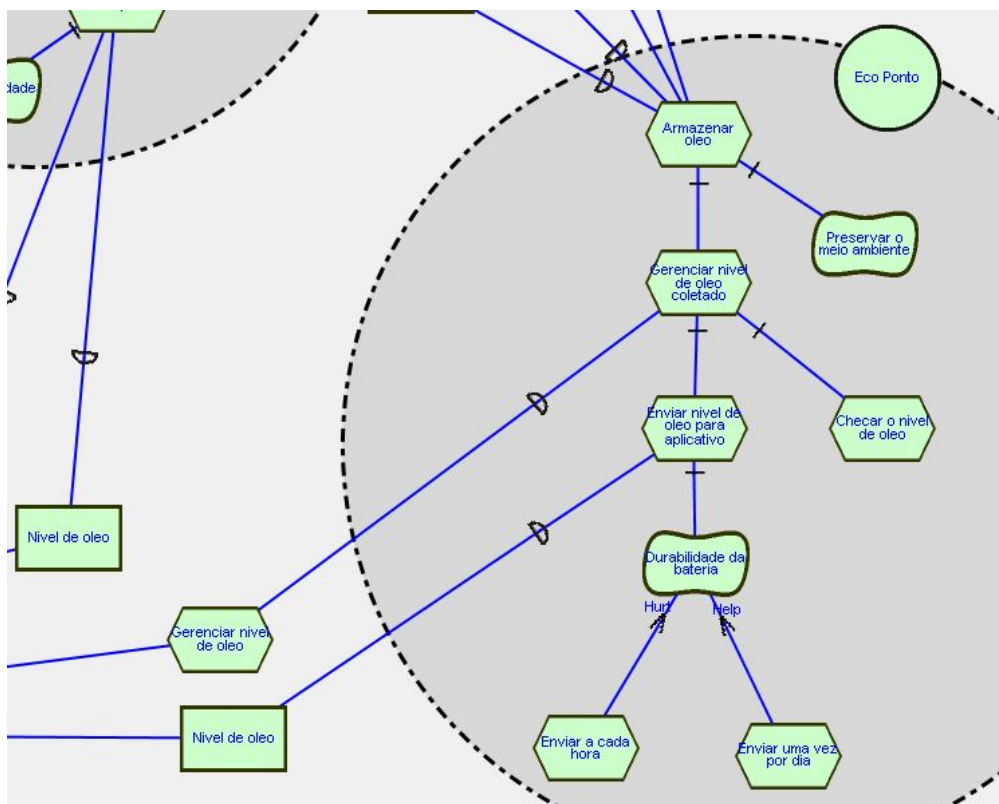 dade
Eco Ponto
Armazenar
oleo
Preservar o
meio ambiente
Gerenciar nivel
de oleo
coletado
Enviar nivel de
oleo para
aplicativo
Checar o nivel
de oleo
Nivel de oleo
Durabilidade da
bateria
Hurt
Help
Gerenciar nivel
de oleo
Nivel de oleo
Enviar a cada
hora
Enviar uma vez
por dia